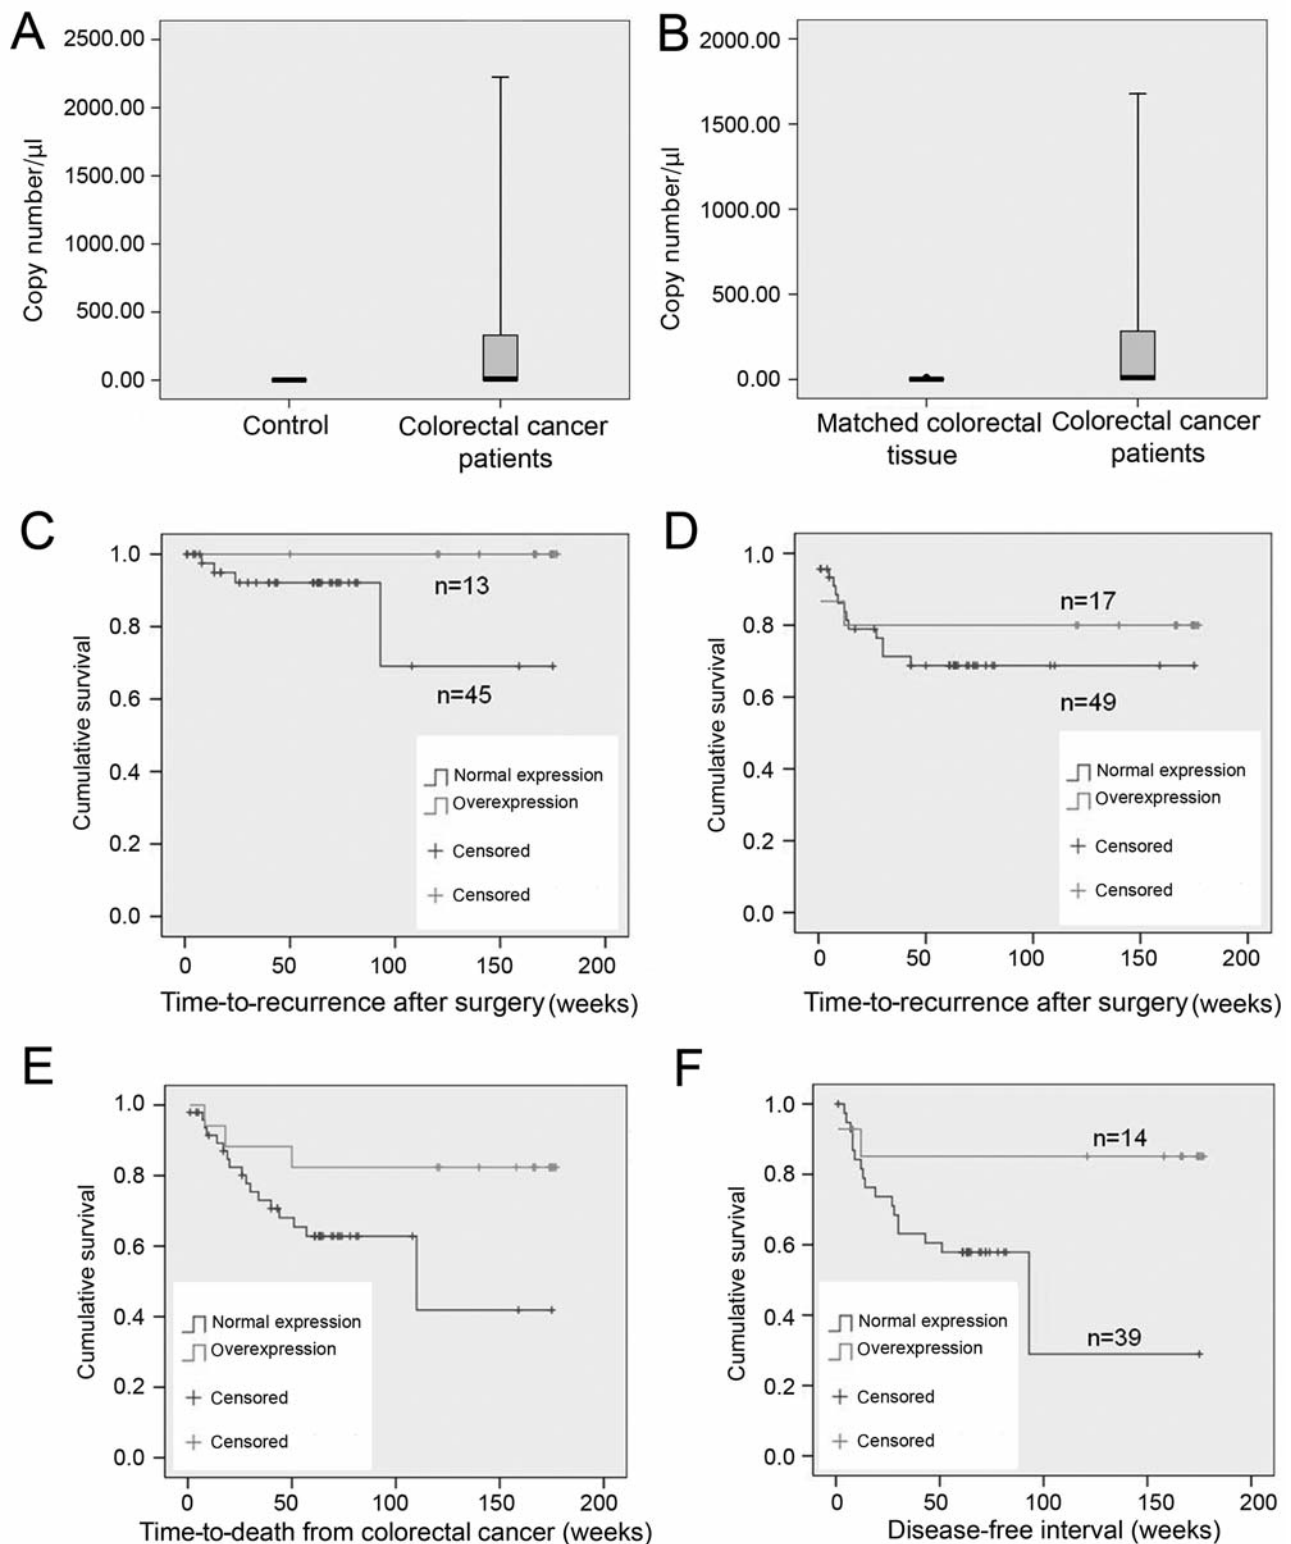 A
2500.00
2000.00
1500.00
1000.00
500.00
0.00
Copy number/µl
Control
Colorectal cancer
patients
B
2000.00
1500.00
1000.00
500.00
0.00
Copy number/µl
Matched colorectal
tissue
Colorectal cancer
patients
C
1.0
0.8
0.6
0.4
0.2
0.0
Cumulative survival
n=13
n=45
Normal expression
Overexpression
Censored
Censored
0 50 100 150 200
Time-to-recurrence after surgery (weeks)
D
1.0
0.8
0.6
0.4
0.2
0.0
Cumulative survival
n=17
n=49
Normal expression
Overexpression
Censored
Censored
0 50 100 150 200
Time-to-recurrence after surgery (weeks)
E
1.0
0.8
0.6
0.4
0.2
0.0
Cumulative survival
Normal expression
Overexpression
Censored
Censored
0 50 100 150 200
Time-to-death from colorectal cancer (weeks)
F
1.0
0.8
0.6
0.4
0.2
0.0
Cumulative survival
n=14
n=39
Normal expression
Overexpression
Censored
Censored
0 50 100 150 200
Disease-free interval (weeks)